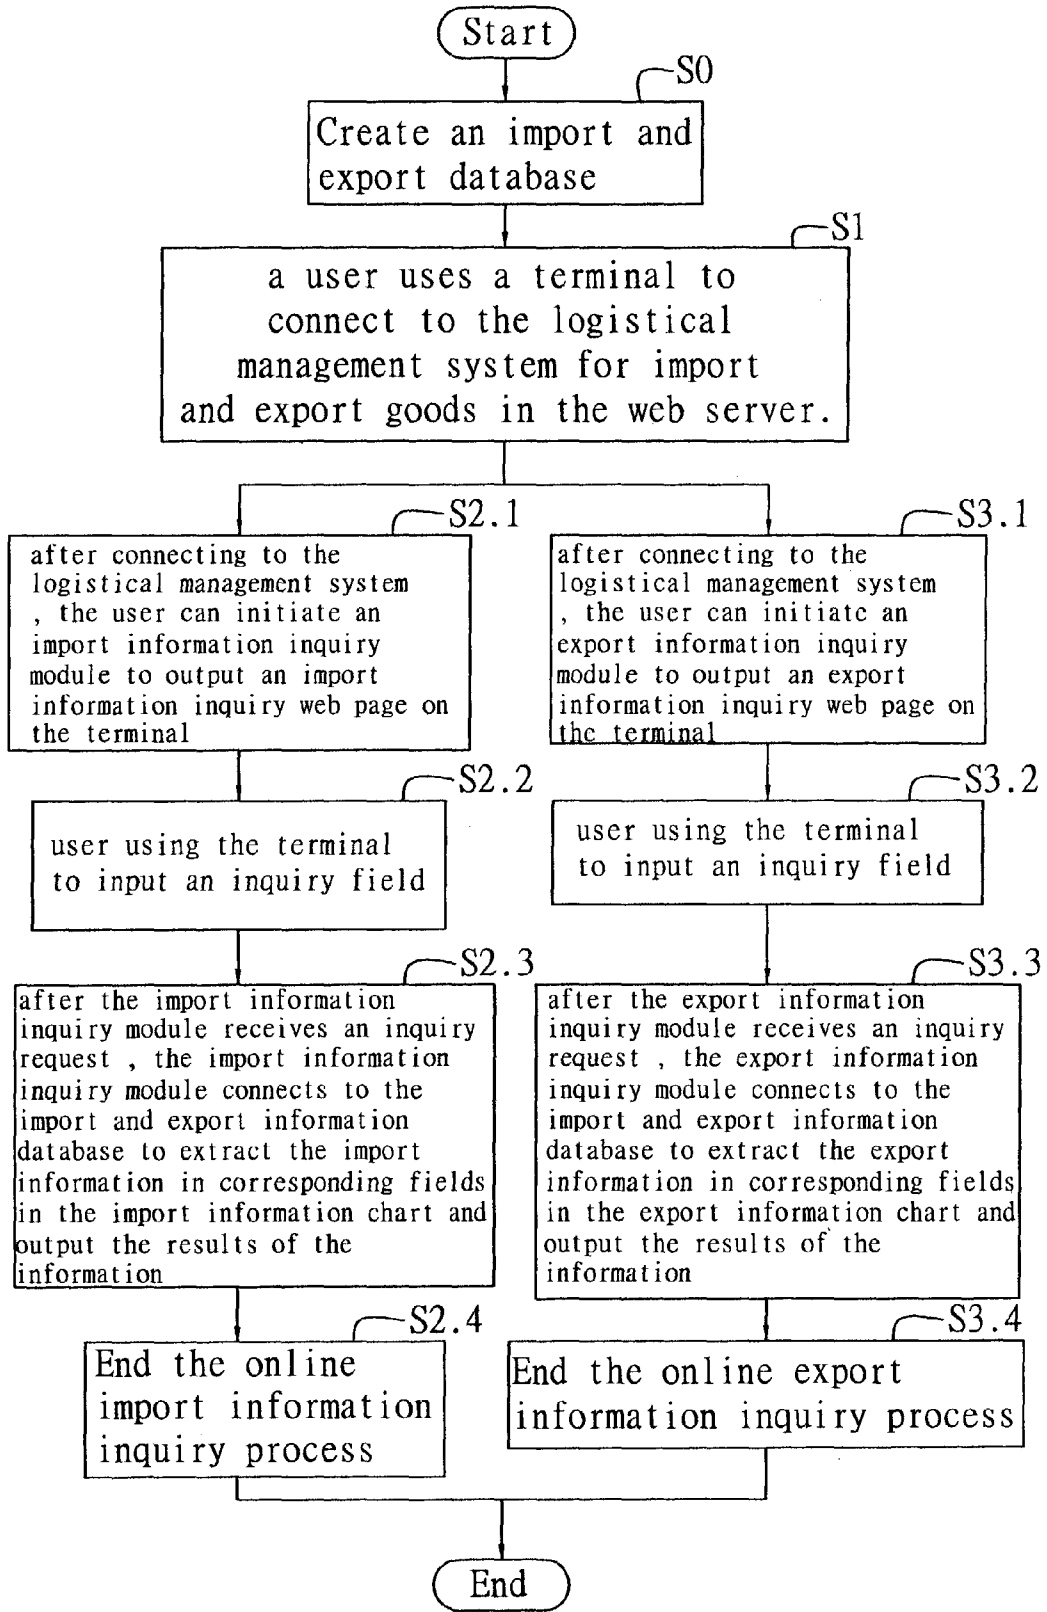 Start
S0
Create an import and
export database
S1
a user uses a terminal to
connect to the logistical
management system for import
and export goods in the web server.
S2.1
after connecting to the
logistical management system
, the user can initiate an
import information inquiry
module to output an import
information inquiry web page on
the terminal
S2.2
user using the terminal
to input an inquiry field
S2.3
after the import information
inquiry module receives an inquiry
request , the import information
inquiry module connects to the
import and export information
database to extract the import
information in corresponding fields
in the import information chart and
output the results of the
information
S2.4
End the online
import information
inquiry process
S3.1
after connecting to the
logistical management system
, the user can initiate an
export information inquiry
module to output an export
information inquiry web page on
the terminal
S3.2
user using the terminal
to input an inquiry field
S3.3
after the export information
inquiry module receives an inquiry
request , the export information
inquiry module connects to the
import and export information
database to extract the export
information in corresponding fields
in the export information chart and
output the results of the
information
S3.4
End the online export
information inquiry process
End